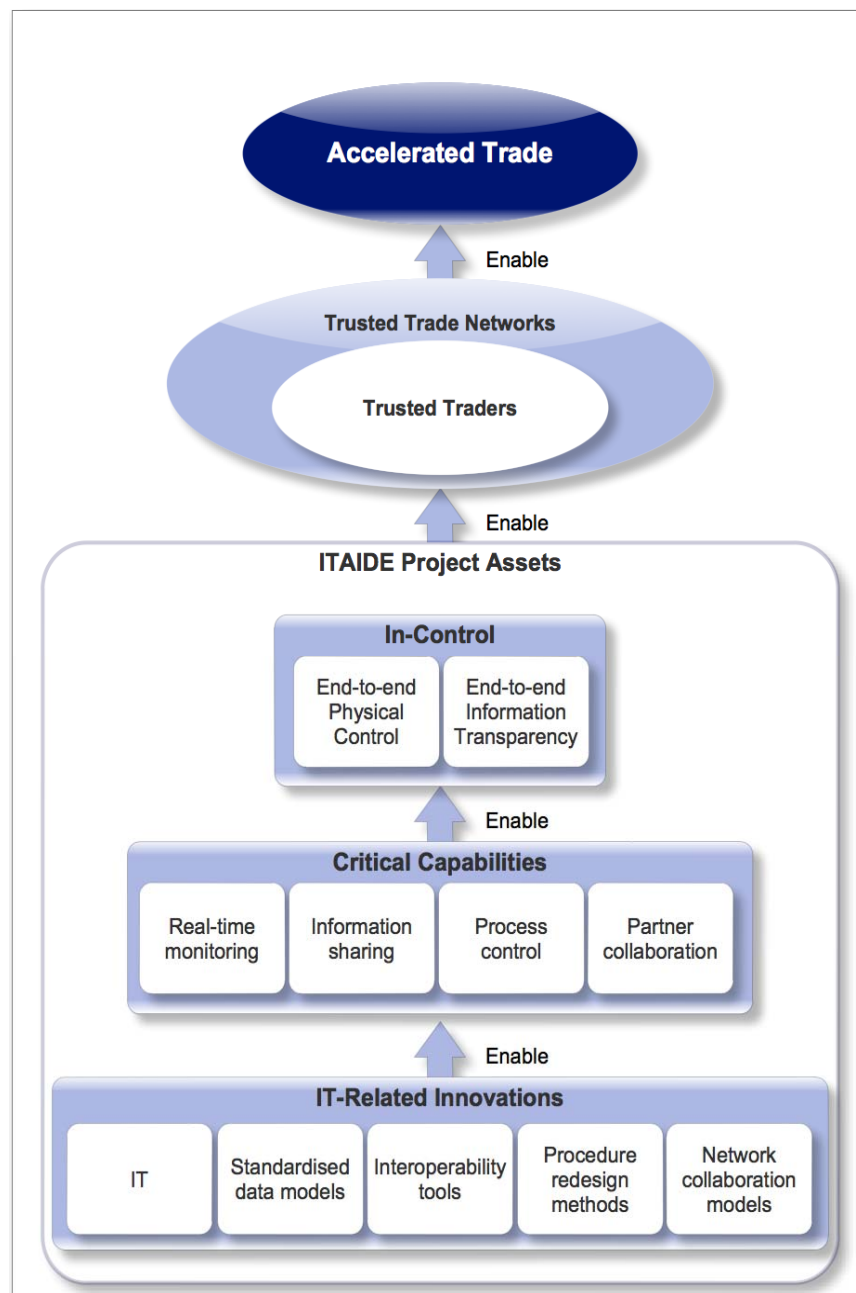 Accelerated Trade
Enable
Trusted Trade Networks
Trusted Traders
Enable
ITAIDE Project Assets
In-Control
End-to-end
Physical
Control
End-to-end
Information
Transparency
Enable
Critical Capabilities
Real-time
monitoring
Information
sharing
Process
control
Partner
collaboration
Enable
IT-Related Innovations
IT
Standardised
data models
Interoperability
tools
Procedure
redesign
methods
Network
collaboration
models